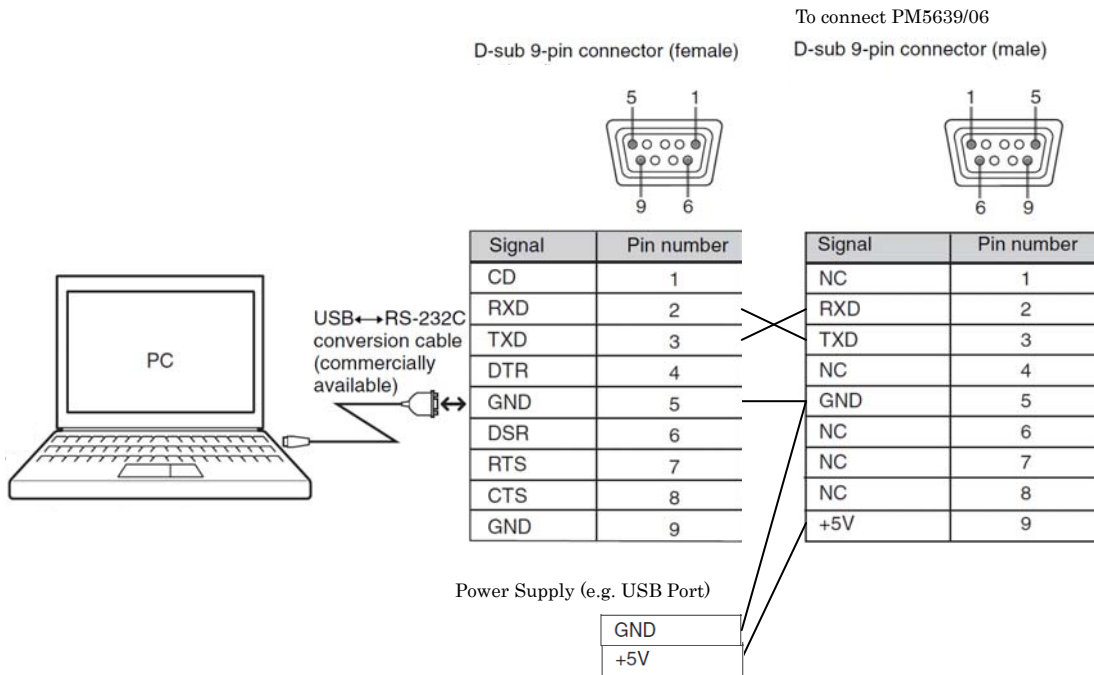 To connect PM5639/06
D-sub 9-pin connector (female)
D-sub 9-pin connector (male)
5 1
9 6
1 5
6 9
PC
USB↔RS-232C
conversion cable
(commercially
available)
Signal Pin number
CD 1
RXD 2
TXD 3
DTR 4
GND 5
DSR 6
RTS 7
CTS 8
GND 9
Signal Pin number
NC 1
RXD 2
TXD 3
NC 4
GND 5
NC 6
NC 7
NC 8
+5V 9
Power Supply (e.g. USB Port)
GND
+5V